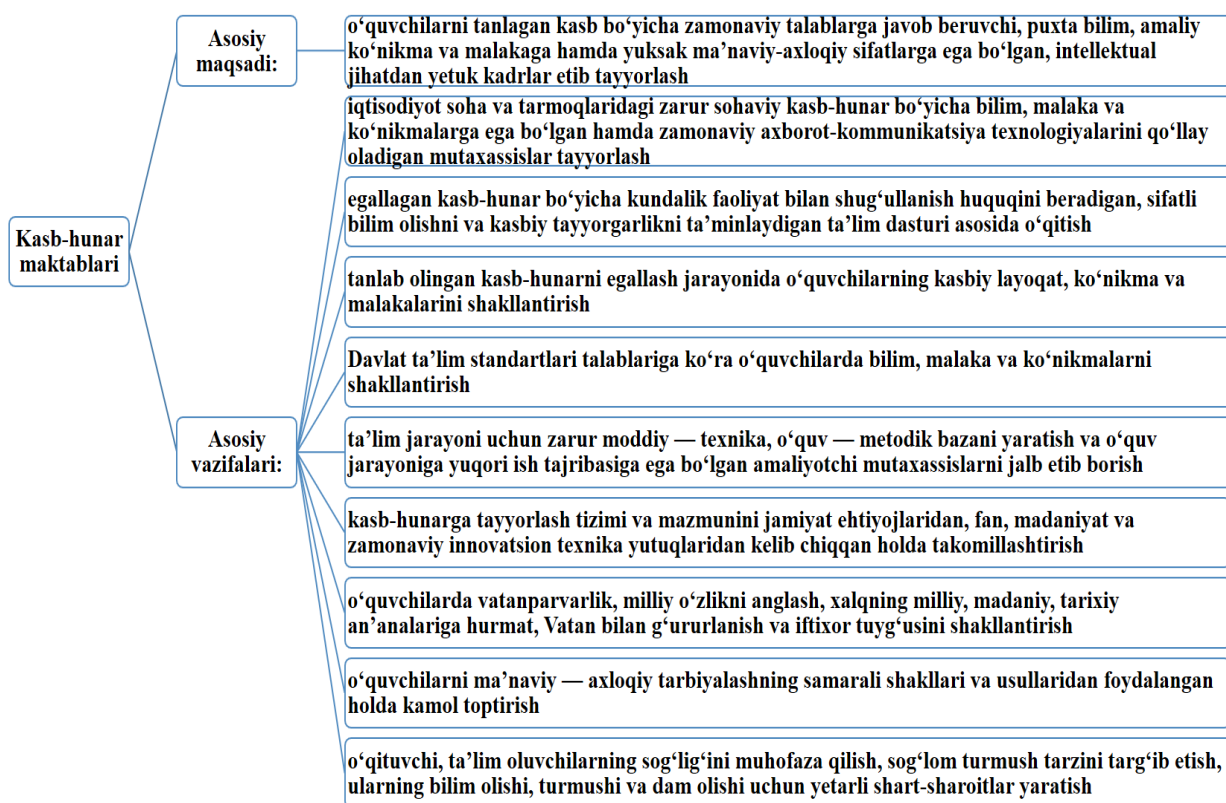 Kasb-hunar
maktablari
Asosiy
maqsadi:
o‘quvchilarni tanlagan kasb bo‘yicha zamonaviy talablarga javob beruvchi, puxta bilim, amaliy
ko‘nikma va malakaga hamda yuksak ma’naviy-axloqiy sifatlarga ega bo‘lgan, intellektual
jihatdan yetuk kadrlar etib tayyorlash
Asosiy
vazifalari:
iqtisodiyot soha va tarmoqlaridagi zarur sohaviy kasb-hunar bo‘yicha bilim, malaka va
ko‘nikmalarga ega bo‘lgan hamda zamonaviy axborot-kommunikatsiya texnologiyalarini qo‘llay
oladigan mutaxassislar tayyorlash
egallagan kasb-hunar bo‘yicha kundalik faoliyat bilan shug‘ullanish huquqini beradigan, sifatli
bilim olishni va kasbiy tayyorgarlikni ta’minlaydigan ta’lim dasturi asosida o‘qitish
tanlab olingan kasb-hunarni egallash jarayonida o‘quvchilarning kasbiy layoqat, ko‘nikma va
malakalarini shakllantirish
Davlat ta’lim standartlari talablariga ko‘ra o‘quvchilarda bilim, malaka va ko‘nikmalarni
shakllantirish
ta’lim jarayoni uchun zarur moddiy — texnika, o‘quv — metodik bazani yaratish va o‘quv
jarayoniga yuqori ish tajribasiga ega bo‘lgan amaliyotchi mutaxassislarni jalb etib borish
kasb-hunarga tayyorlash tizimi va mazmunini jamiyat ehtiyojlaridan, fan, madaniyat va
zamonaviy innovatsion texnika yutuqlaridan kelib chiqqan holda takomillashtirish
o‘quvchilarda vatanparvarlik, milliy o‘zlikni anglash, xalqning milliy, madaniy, tarixiy
an’analariga hurmat, Vatan bilan g‘ururlanish va iftixor tuyg‘usini shakllantirish
o‘quvchilarni ma’naviy — axloqiy tarbiyalashning samarali shakllari va usullaridan foydalangan
holda kamol toptirish
o‘qituvchi, ta’lim oluvchilarning sog‘lig‘ini muhofaza qilish, sog‘lom turmush tarzini targ‘ib etish,
ularning bilim olishi, turmushi va dam olishi uchun yetarli shart-sharoitlar yaratish